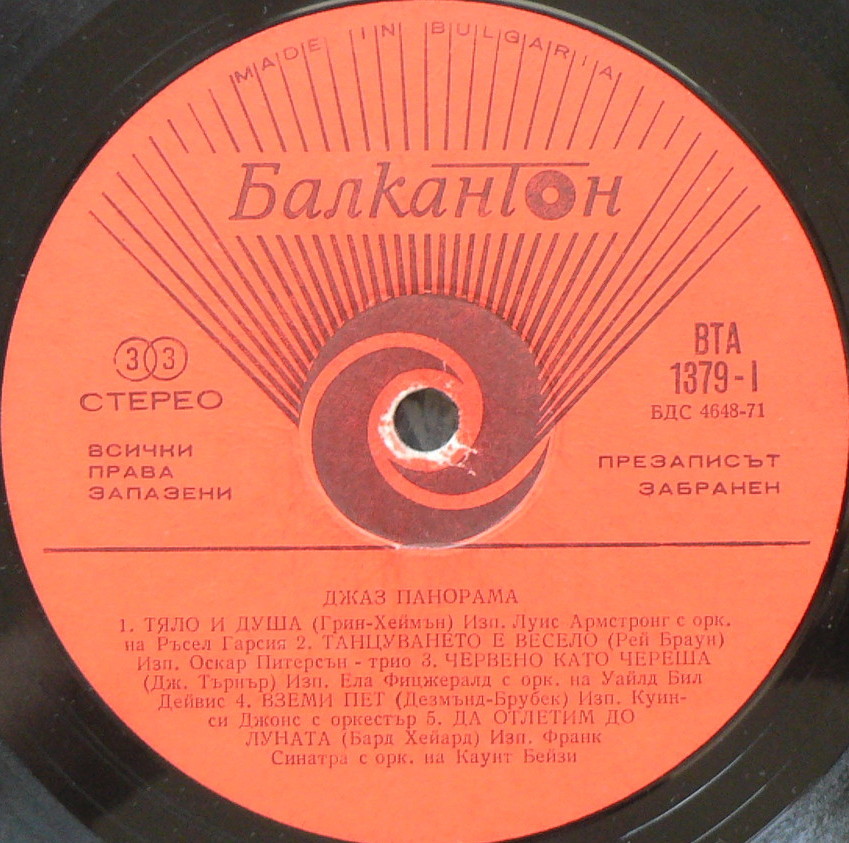 MADE IN BULGARIA
Балкантон
33
СТЕРЕО
ВСИЧКИ
ПРАВА
ЗАПАЗЕНИ
ВТА
1379-I
БДС 4648-71
ПРЕЗАПИСЪТ
ЗАБРАНЕН
ДЖАЗ ПАНОРАМА
1. ТЯЛО И ДУША (Грин-Хеймън) Изп. Луис Армстронг с орк.
на Ръсел Гарсия 2. ТАНЦУВАНЕТО Е ВЕСЕЛО (Рей Браун)
Изп. Оскар Питерсън - трио 3. ЧЕРВЕНО КАТО ЧЕРЕША
(Дж. Търнър) Изп. Ела Фицжералд с орк. на Уайлд Бил
Дейвис 4. ВЗЕМИ ПЕТ (Дезмънд-Брубек) Изп. Куин-
си Джонс с оркестър 5. ДА ОТЛЕТИМ ДО
ЛУНАТА (Бард Хейард) Изп. Франк
Синатра с орк. на Каунт Бейзи